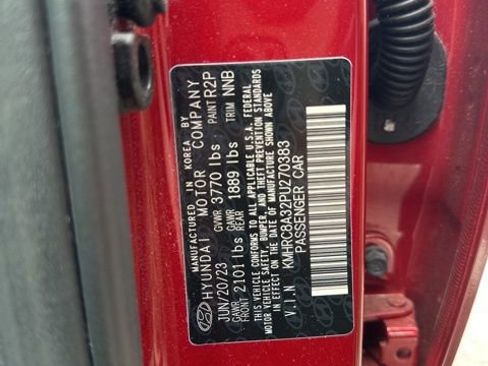 MANUFACTURED IN KOREA BY
HYUNDAI MOTOR COMPANY
JUN/20/23 GVWR 3770 lbs PAINT R2P
GAWR FRONT 2101 lbs GAWR REAR 1889 lbs TRIM NNB
THIS VEHICLE CONFORMS TO ALL APPLICABLE U.S.A. FEDERAL
MOTOR VEHICLE SAFETY, BUMPER, AND THEFT PREVENTION STANDARDS
IN EFFECT ON THE DATE OF MANUFACTURE SHOWN ABOVE
V.I.N KMHRC8A32PU270383
PASSENGER CAR